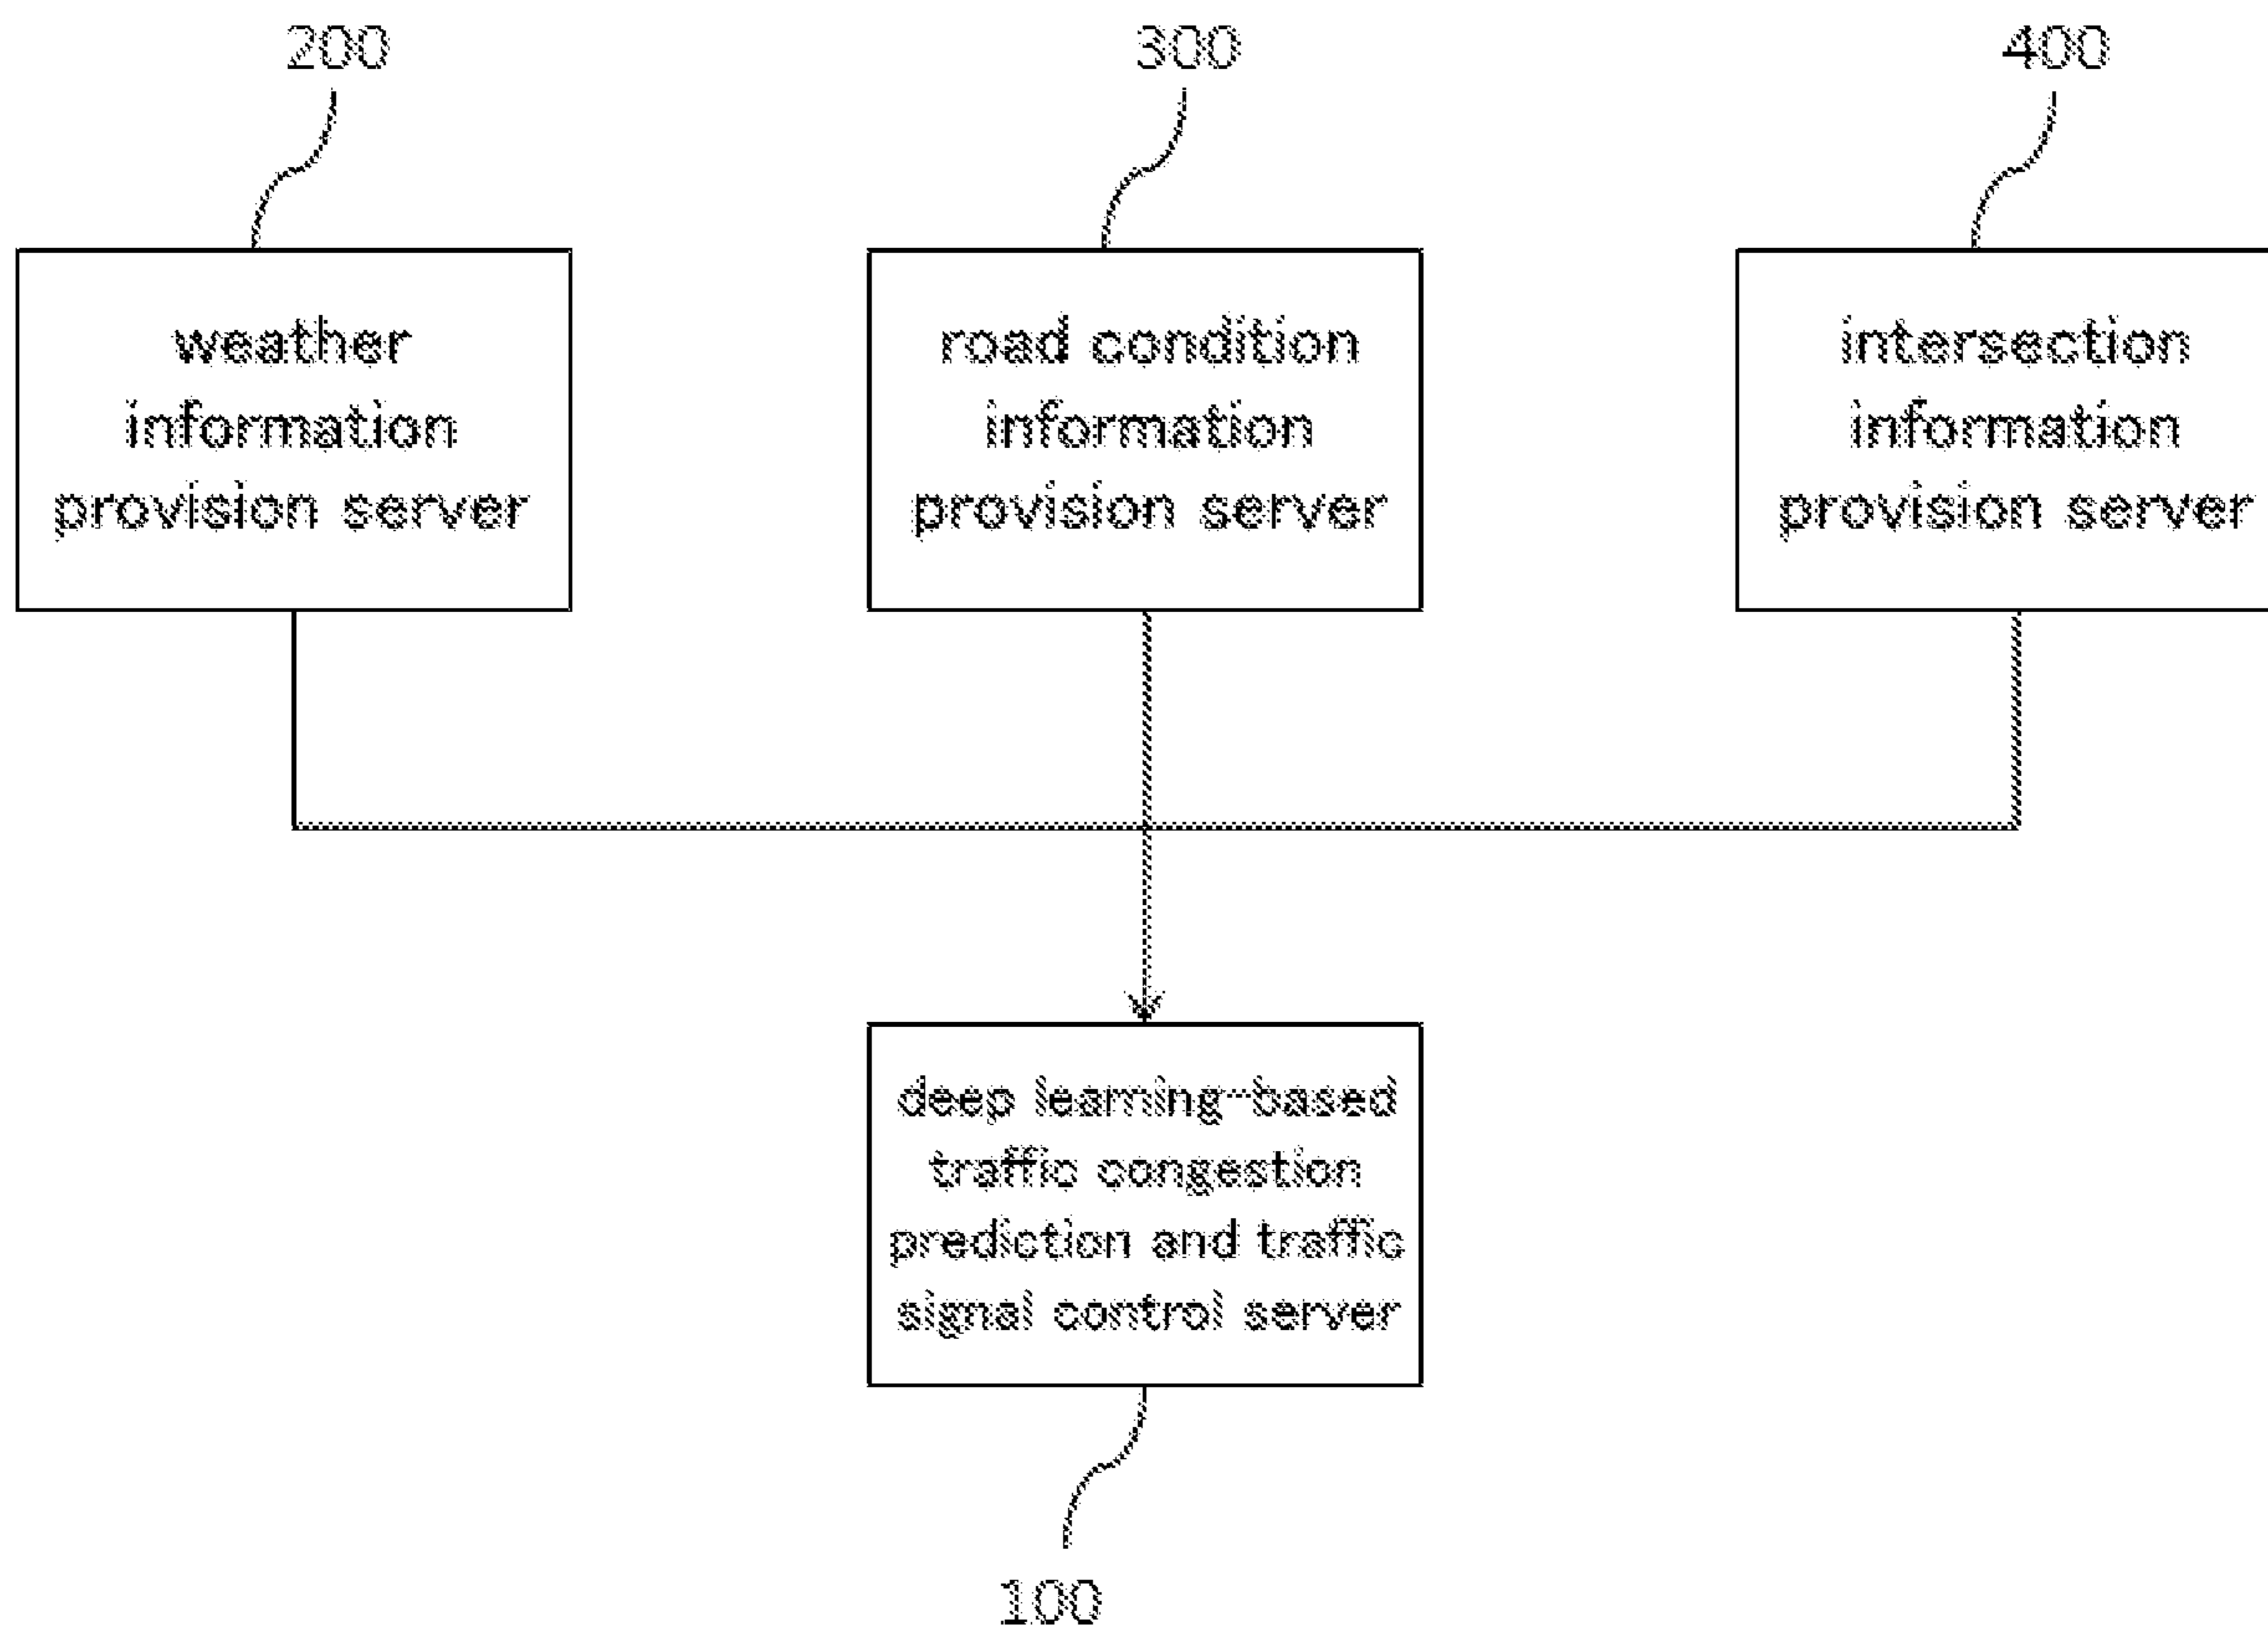 200
300
400
weather
information
provision server
road condition
information
provision server
intersection
information
provision server
deep learning-based
traffic congestion
prediction and traffic
signal control server
100